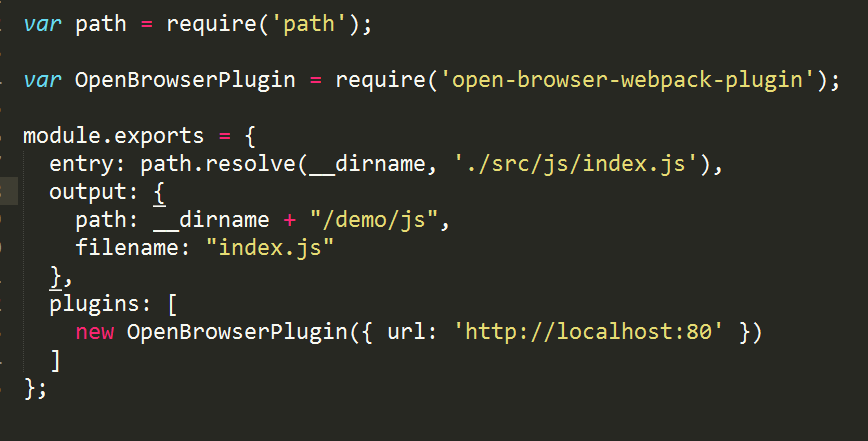 var path = require('path');
var OpenBrowserPlugin = require('open-browser-webpack-plugin');
module.exports = {
entry: path.resolve(__dirname, './src/js/index.js'),
output: {
path: __dirname + "/demo/js",
filename: "index.js"
},
plugins: [
new OpenBrowserPlugin({ url: 'http://localhost:80' })
]
};